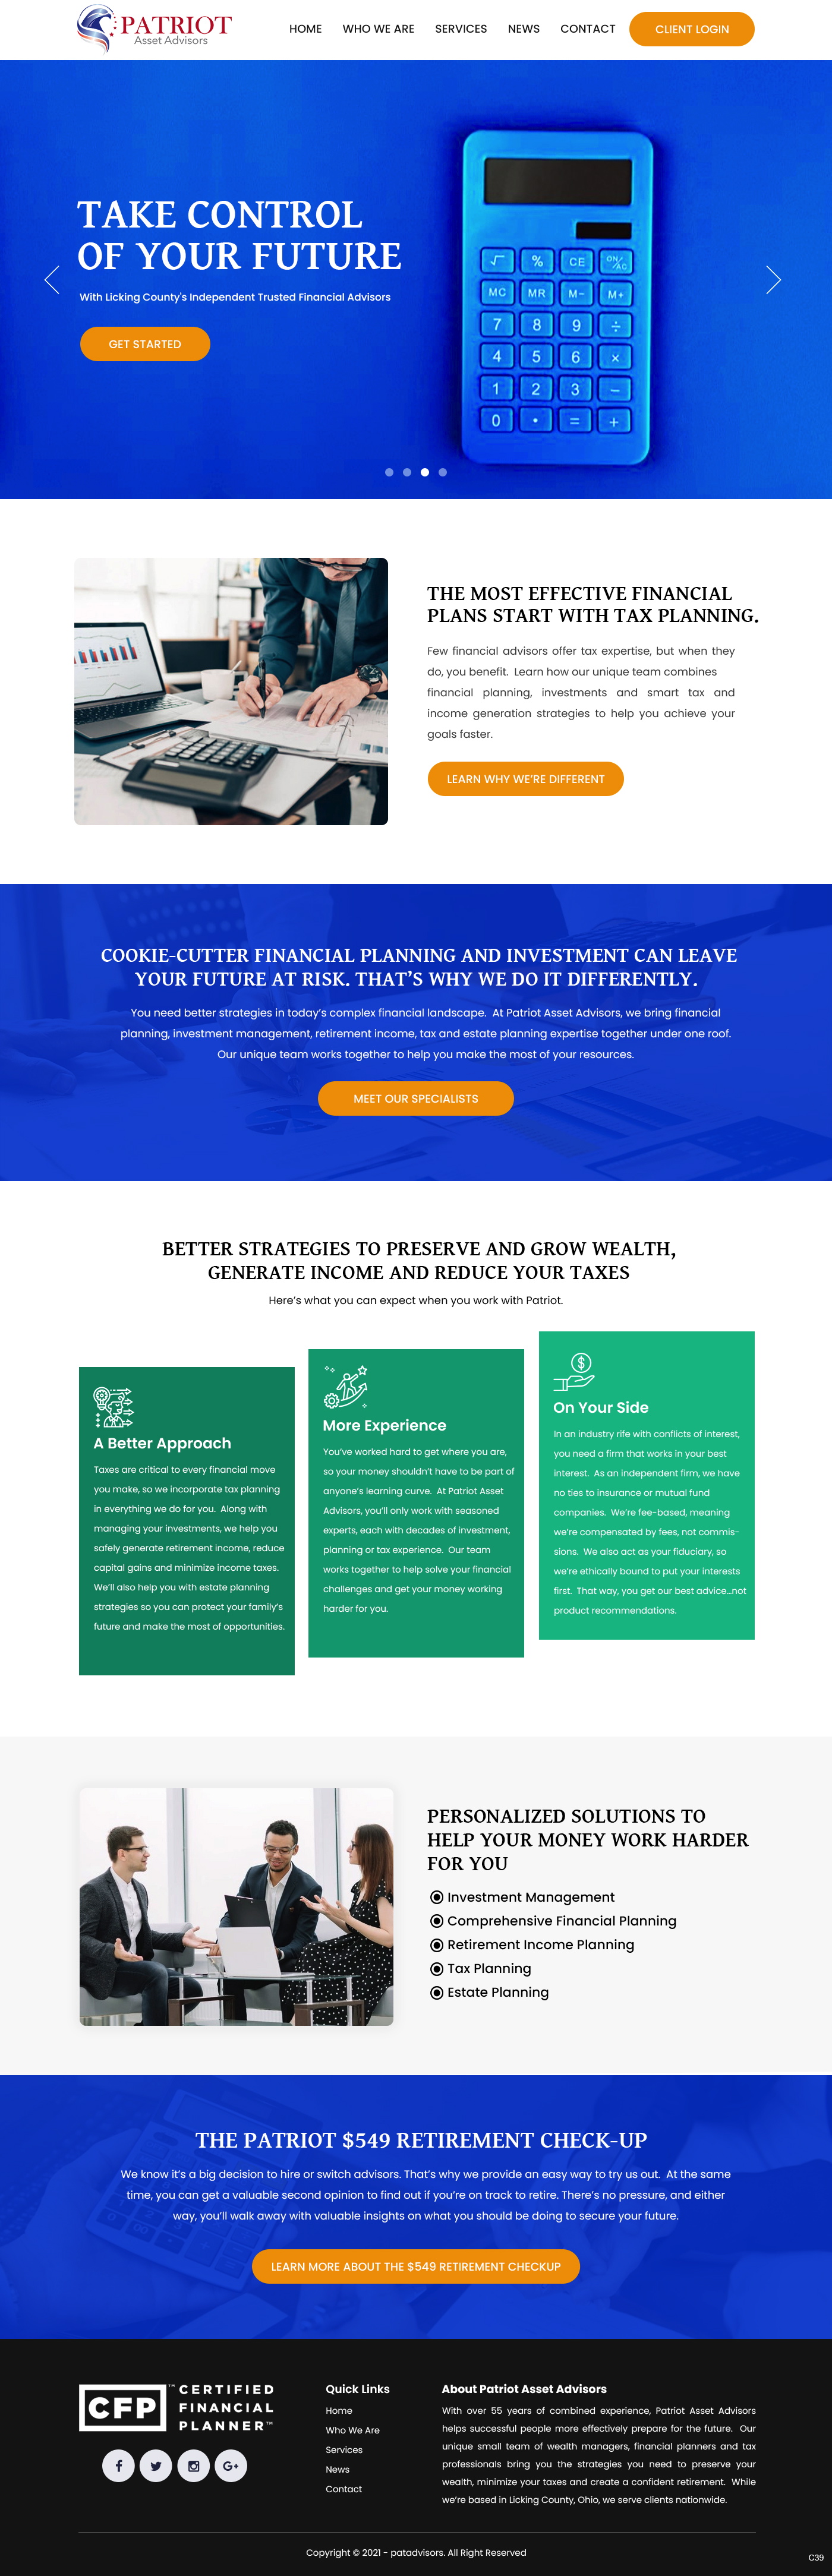 PATRIOT
Asset Advisors
HOME WHO WE ARE SERVICES NEWS CONTACT CLIENT LOGIN
TAKE CONTROL
OF YOUR FUTURE
With Licking County's Independent Trusted Financial Advisors
GET STARTED
√ % CE ON/AC
MC MR M− M+
7 8 9 ÷
4 5 6 ×
1 2 3 −
0 • = +
THE MOST EFFECTIVE FINANCIAL
PLANS START WITH TAX PLANNING.
Few financial advisors offer tax expertise, but when they
do, you benefit. Learn how our unique team combines
financial planning, investments and smart tax and
income generation strategies to help you achieve your
goals faster.
LEARN WHY WE'RE DIFFERENT
COOKIE-CUTTER FINANCIAL PLANNING AND INVESTMENT CAN LEAVE
YOUR FUTURE AT RISK. THAT'S WHY WE DO IT DIFFERENTLY.
You need better strategies in today's complex financial landscape. At Patriot Asset Advisors, we bring financial
planning, investment management, retirement income, tax and estate planning expertise together under one roof.
Our unique team works together to help you make the most of your resources.
MEET OUR SPECIALISTS
BETTER STRATEGIES TO PRESERVE AND GROW WEALTH,
GENERATE INCOME AND REDUCE YOUR TAXES
Here's what you can expect when you work with Patriot.
A Better Approach
Taxes are critical to every financial move
you make, so we incorporate tax planning
in everything we do for you. Along with
managing your investments, we help you
safely generate retirement income, reduce
capital gains and minimize income taxes.
We'll also help you with estate planning
strategies so you can protect your family's
future and make the most of opportunities.
More Experience
You've worked hard to get where you are,
so your money shouldn't have to be part of
anyone's learning curve. At Patriot Asset
Advisors, you'll only work with seasoned
experts, each with decades of investment,
planning or tax experience. Our team
works together to help solve your financial
challenges and get your money working
harder for you.
$
On Your Side
In an industry rife with conflicts of interest,
you need a firm that works in your best
interest. As an independent firm, we have
no ties to insurance or mutual fund
companies. We're fee-based, meaning
we're compensated by fees, not commis-
sions. We also act as your fiduciary, so
we're ethically bound to put your interests
first. That way, you get our best advice...not
product recommendations.
PERSONALIZED SOLUTIONS TO
HELP YOUR MONEY WORK HARDER
FOR YOU
Investment Management
Comprehensive Financial Planning
Retirement Income Planning
Tax Planning
Estate Planning
THE PATRIOT $549 RETIREMENT CHECK-UP
We know it's a big decision to hire or switch advisors. That's why we provide an easy way to try us out. At the same
time, you can get a valuable second opinion to find out if you're on track to retire. There's no pressure, and either
way, you'll walk away with valuable insights on what you should be doing to secure your future.
LEARN MORE ABOUT THE $549 RETIREMENT CHECKUP
CFP™ CERTIFIED
FINANCIAL
PLANNER™
f G+
Quick Links
Home
Who We Are
Services
News
Contact
About Patriot Asset Advisors
With over 55 years of combined experience, Patriot Asset Advisors
helps successful people more effectively prepare for the future. Our
unique small team of wealth managers, financial planners and tax
professionals bring you the strategies you need to preserve your
wealth, minimize your taxes and create a confident retirement. While
we're based in Licking County, Ohio, we serve clients nationwide.
Copyright © 2021 - patadvisors. All Right Reserved
C39